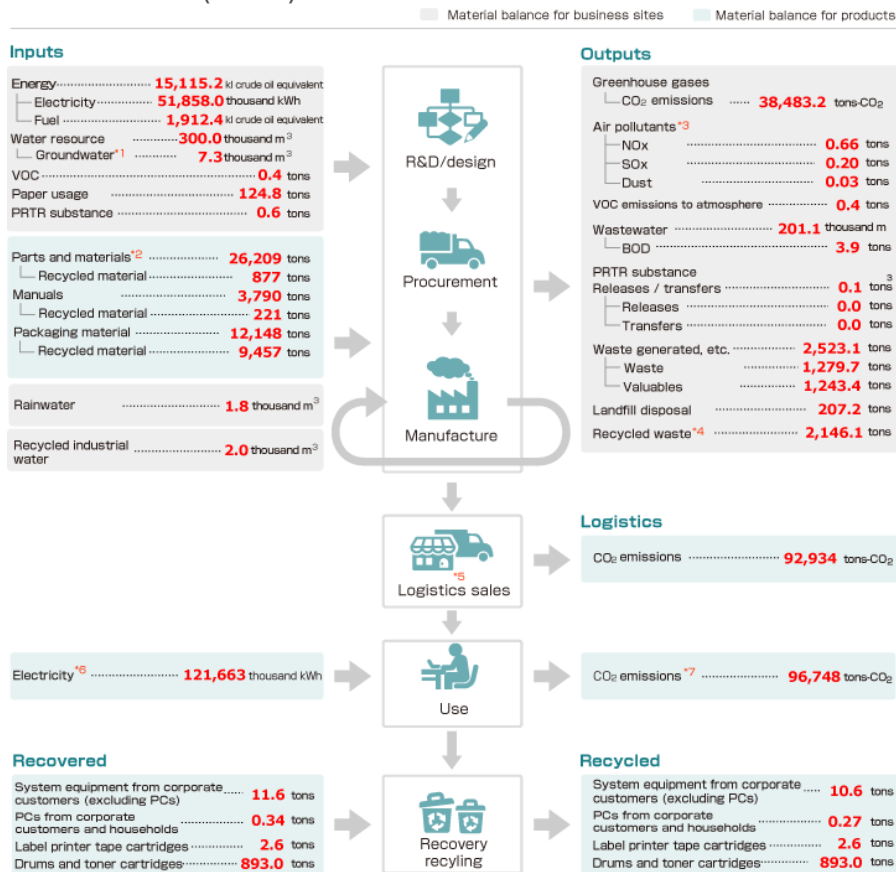 Material balance for business sites
Material balance for products
Inputs
Energy 15,115.2 kl crude oil equivalent
Electricity 51,858.0 thousand kWh
Fuel 1,912.4 kl crude oil equivalent
Water resource 300.0 thousand m³
Groundwater*1 7.3 thousand m³
VOC 0.4 tons
Paper usage 124.8 tons
PRTR substance 0.6 tons
Parts and materials*2 26,209 tons
Recycled material 877 tons
Manuals 3,790 tons
Recycled material 221 tons
Packaging material 12,148 tons
Recycled material 9,457 tons
Rainwater 1.8 thousand m³
Recycled industrial
water 2.0 thousand m³
R&D/design
Procurement
Manufacture
Outputs
Greenhouse gases
CO₂ emissions 38,483.2 tons-CO₂
Air pollutants*3
NOx 0.66 tons
SOx 0.20 tons
Dust 0.03 tons
VOC emissions to atmosphere 0.4 tons
Wastewater 201.1 thousand m
BOD 3.9 tons
PRTR substance 3
Releases / transfers 0.1 tons
Releases 0.0 tons
Transfers 0.0 tons
Waste generated, etc. 2,523.1 tons
Waste 1,279.7 tons
Valuables 1,243.4 tons
Landfill disposal 207.2 tons
Recycled waste*4 2,146.1 tons
*5
Logistics sales
Logistics
CO₂ emissions 92,934 tons-CO₂
Electricity*6 121,663 thousand kWh
Use
CO₂ emissions *7 96,748 tons-CO₂
Recovered
System equipment from corporate
customers (excluding PCs) 11.6 tons
PCs from corporate
customers and households 0.34 tons
Label printer tape cartridges 2.6 tons
Drums and toner cartridges 893.0 tons
Recovery
recyling
Recycled
System equipment from corporate
customers (excluding PCs) 10.6 tons
PCs from corporate
customers and households 0.27 tons
Label printer tape cartridges 2.6 tons
Drums and toner cartridges 893.0 tons